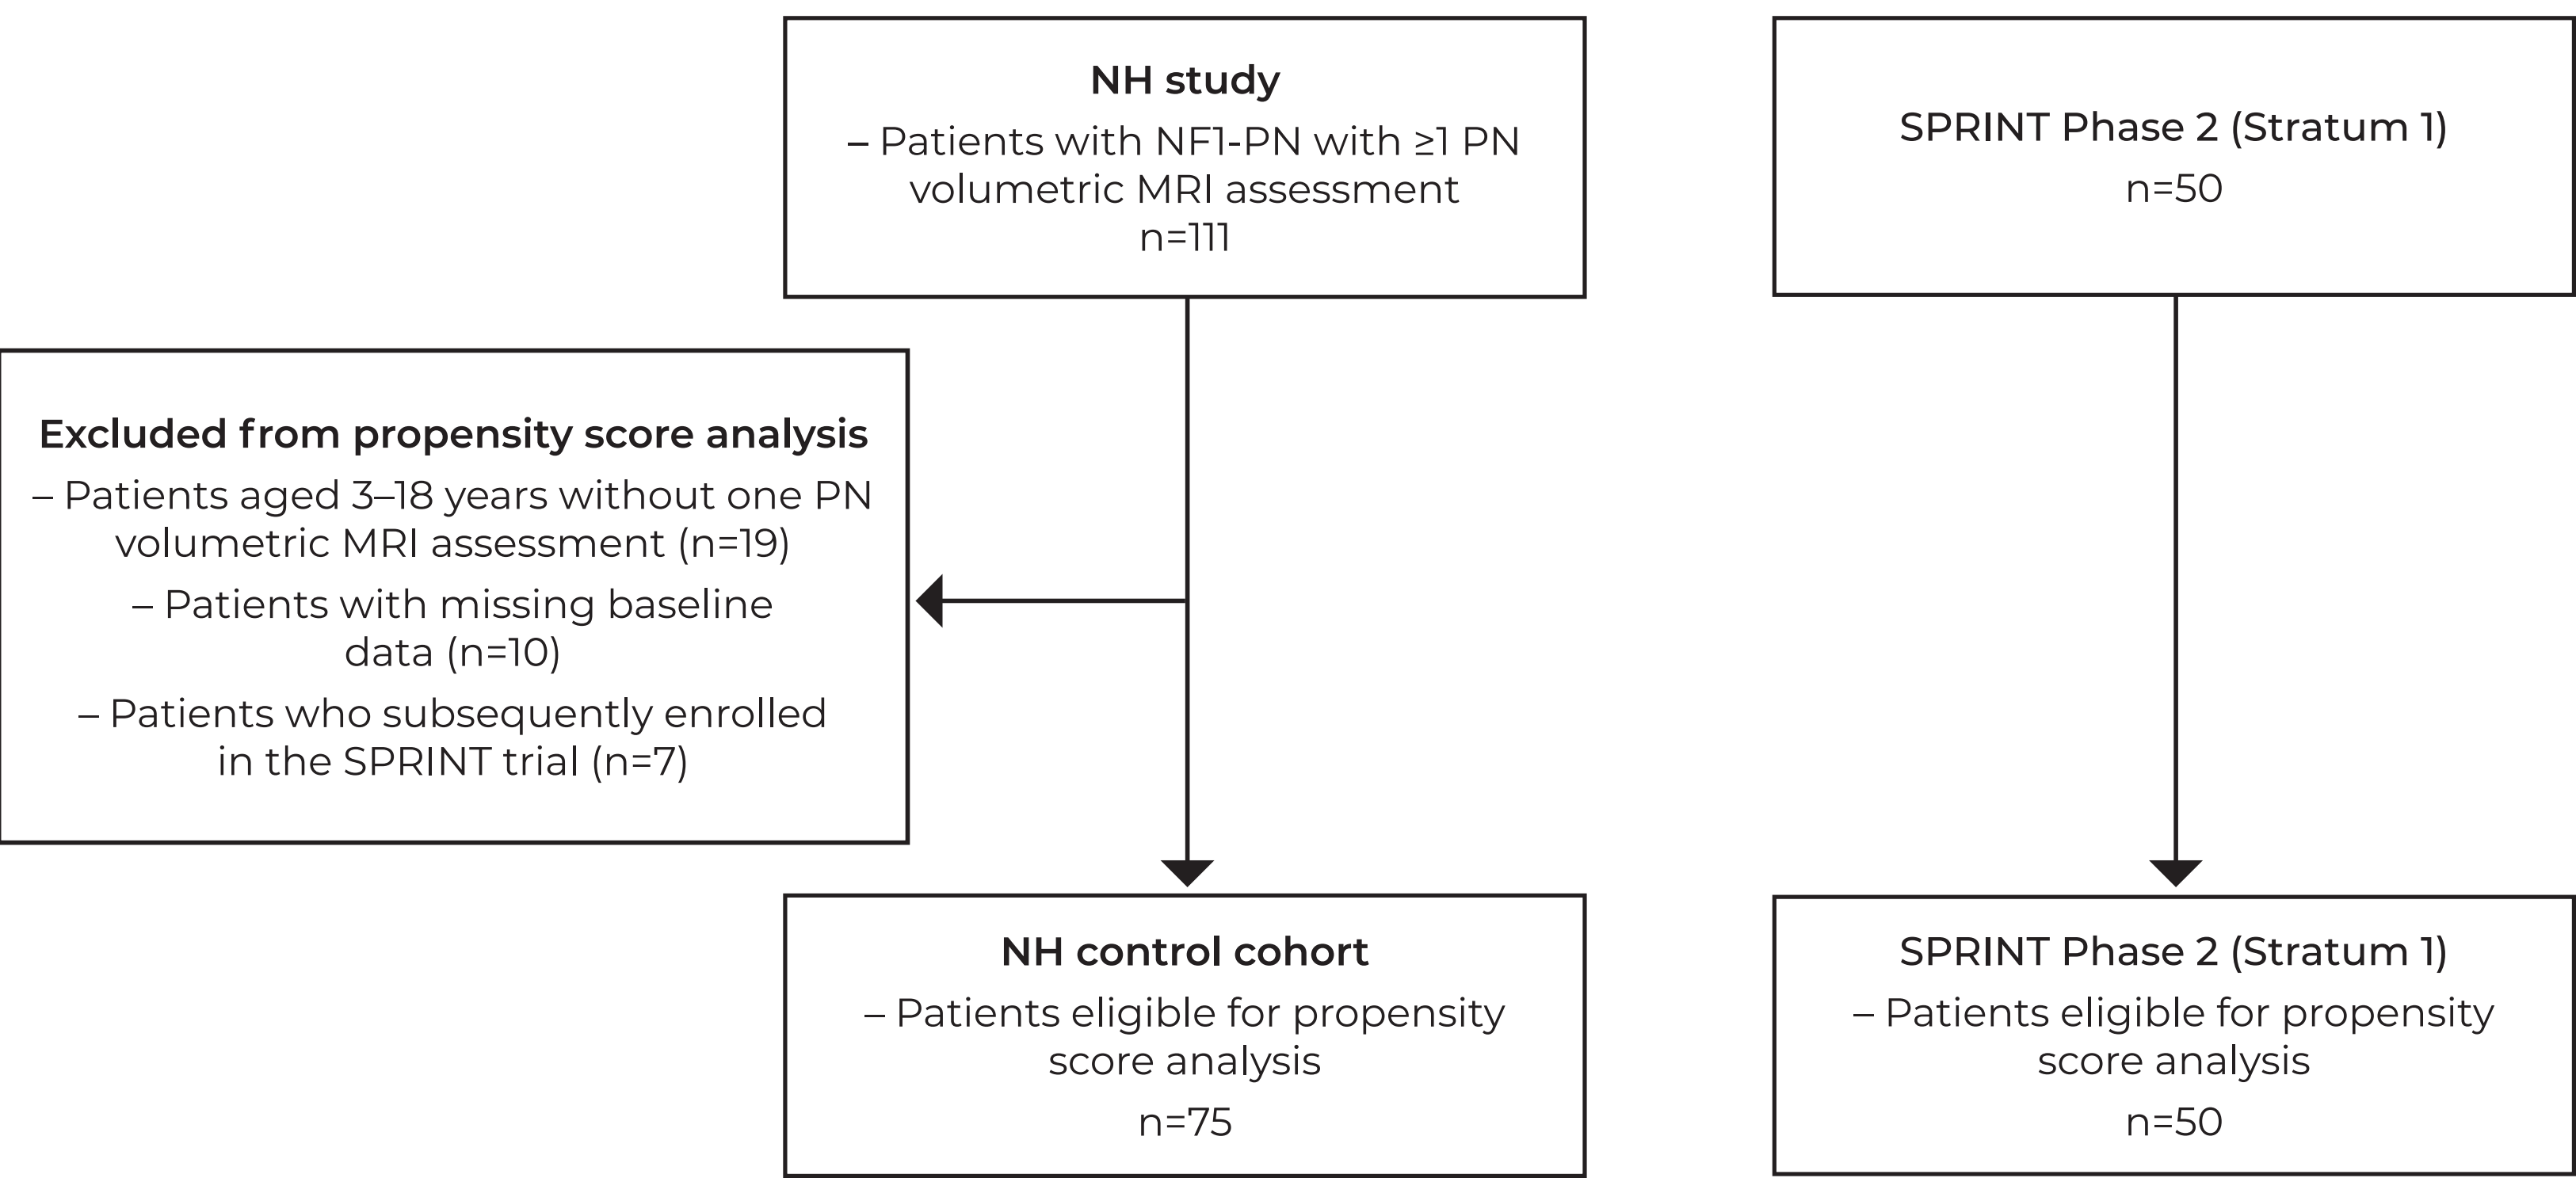 NH study
– Patients with NF1-PN with ≥1 PN
volumetric MRI assessment
n=111
SPRINT Phase 2 (Stratum 1)
n=50
Excluded from propensity score analysis
– Patients aged 3–18 years without one PN
volumetric MRI assessment (n=19)
– Patients with missing baseline
data (n=10)
– Patients who subsequently enrolled
in the SPRINT trial (n=7)
NH control cohort
– Patients eligible for propensity
score analysis
n=75
SPRINT Phase 2 (Stratum 1)
– Patients eligible for propensity
score analysis
n=50